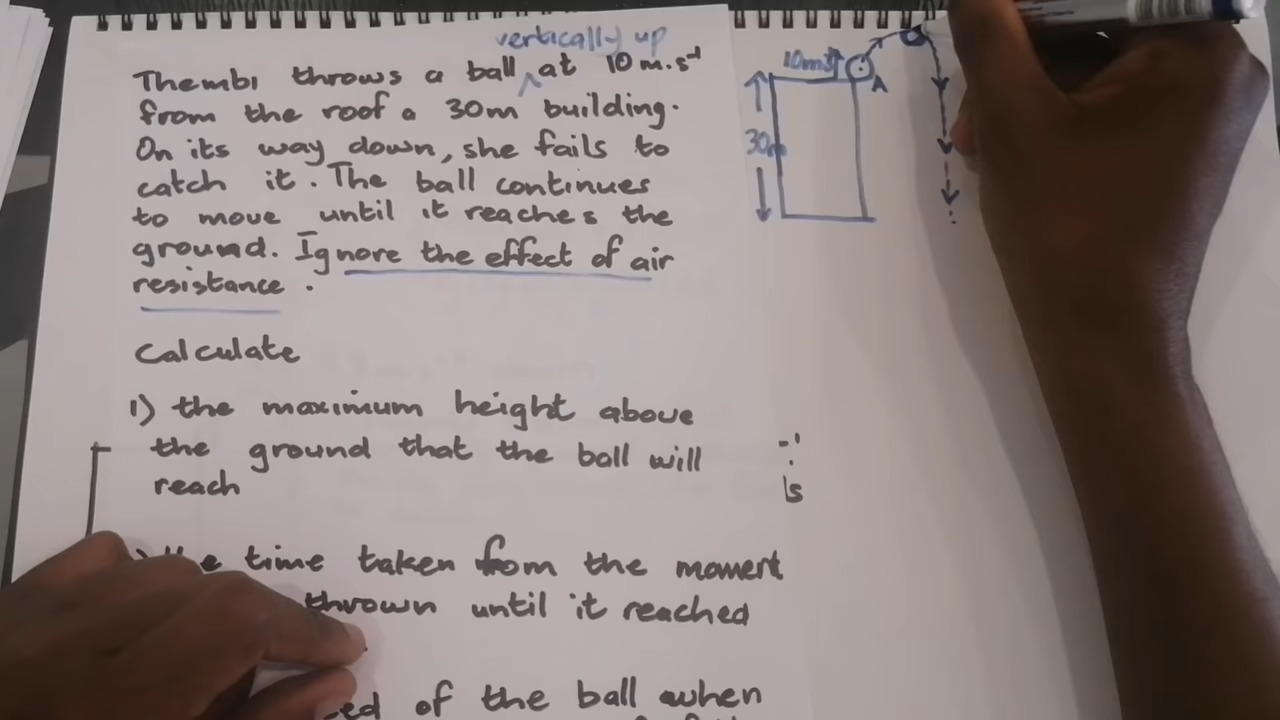 vertically up
Thembi throws a ball ^ at 10 m.s⁻¹
from the roof a 30m building.
On its way down, she fails to
catch it. The ball continues
to move until it reaches the
ground. Ignore the effect of air
resistance.
Calculate
1) the maximum height above
the ground that the ball will
reach
time taken from the moment
thrown until it reached
of the ball when
A
30m